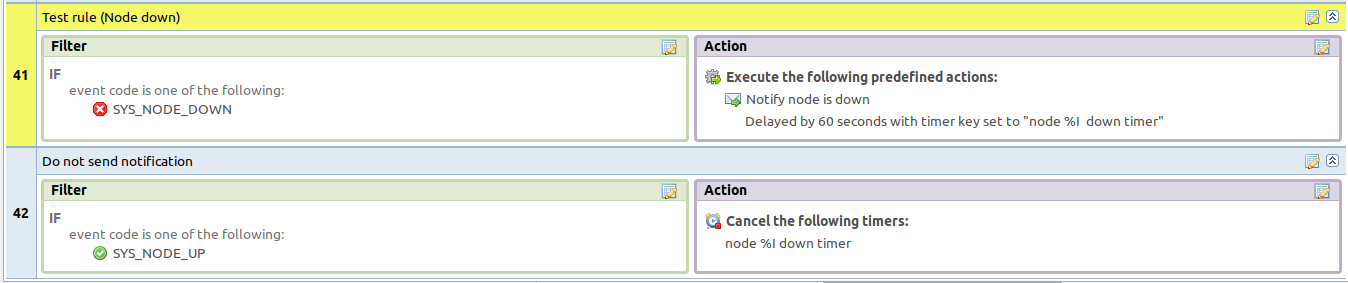 Test rule (Node down)
41
Filter
IF
event code is one of the following:
SYS_NODE_DOWN
Action
Execute the following predefined actions:
Notify node is down
Delayed by 60 seconds with timer key set to "node %I  down timer"
Do not send notification
42
Filter
IF
event code is one of the following:
SYS_NODE_UP
Action
Cancel the following timers:
node %I down timer